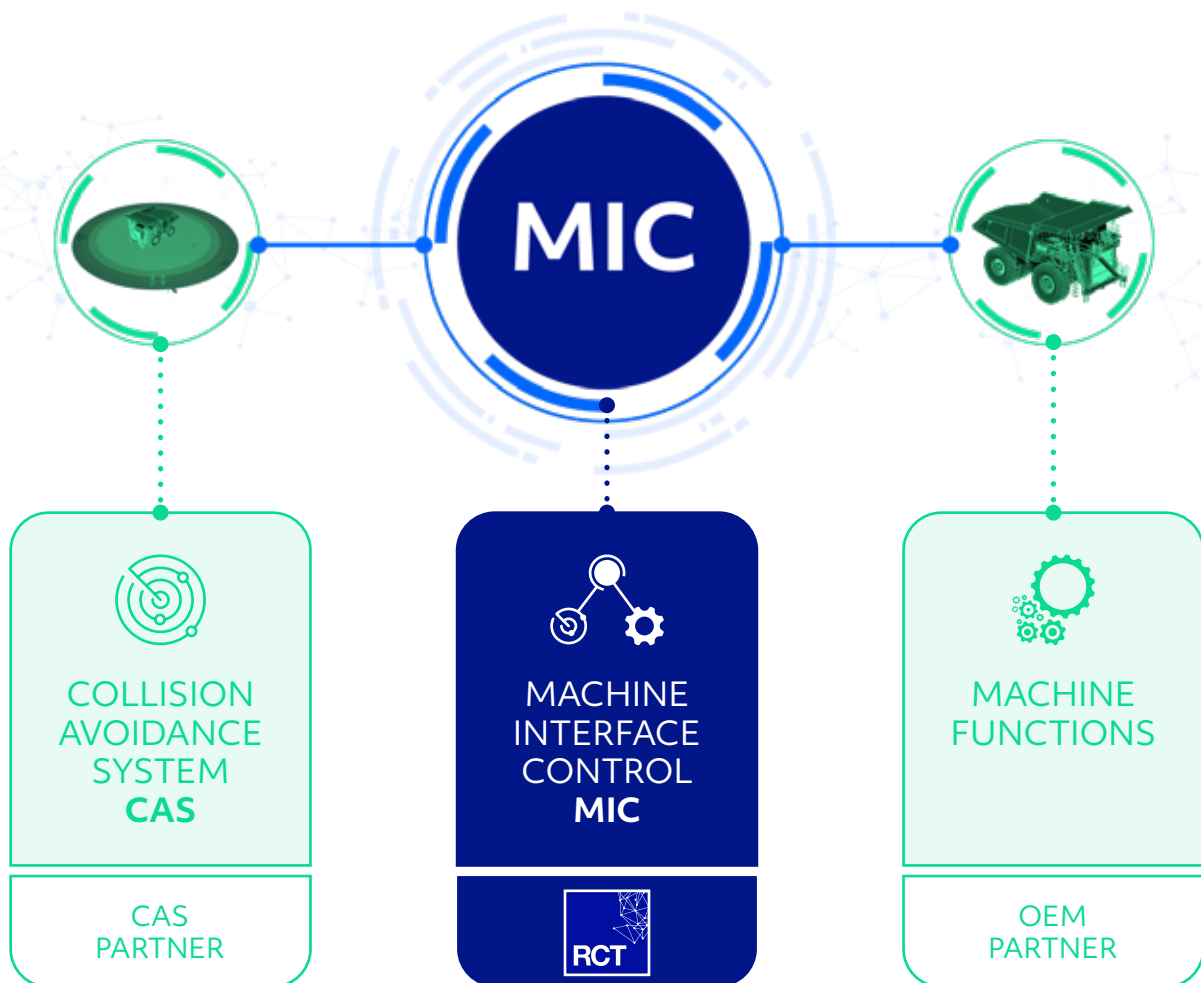 MIC
COLLISION
AVOIDANCE
SYSTEM
CAS
CAS
PARTNER
MACHINE
INTERFACE
CONTROL
MIC
RCT
MACHINE
FUNCTIONS
OEM
PARTNER